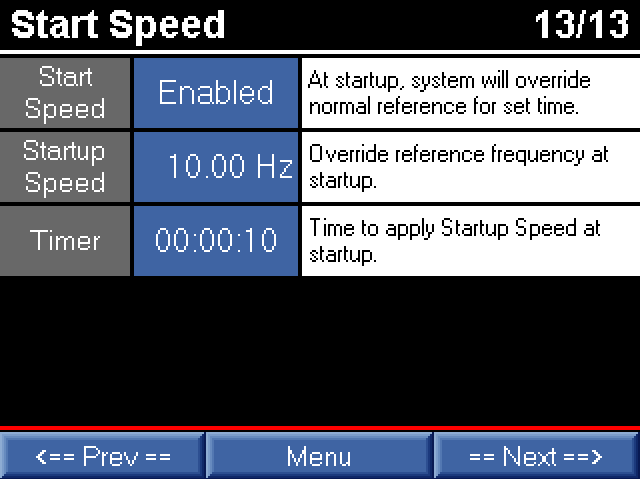 Start Speed 13/13
Start
Speed
Enabled
At startup, system will override
normal reference for set time.
Startup
Speed
10.00 Hz
Override reference frequency at
startup.
Timer
00:00:10
Time to apply Startup Speed at
startup.
<== Prev ==
Menu
== Next ==>